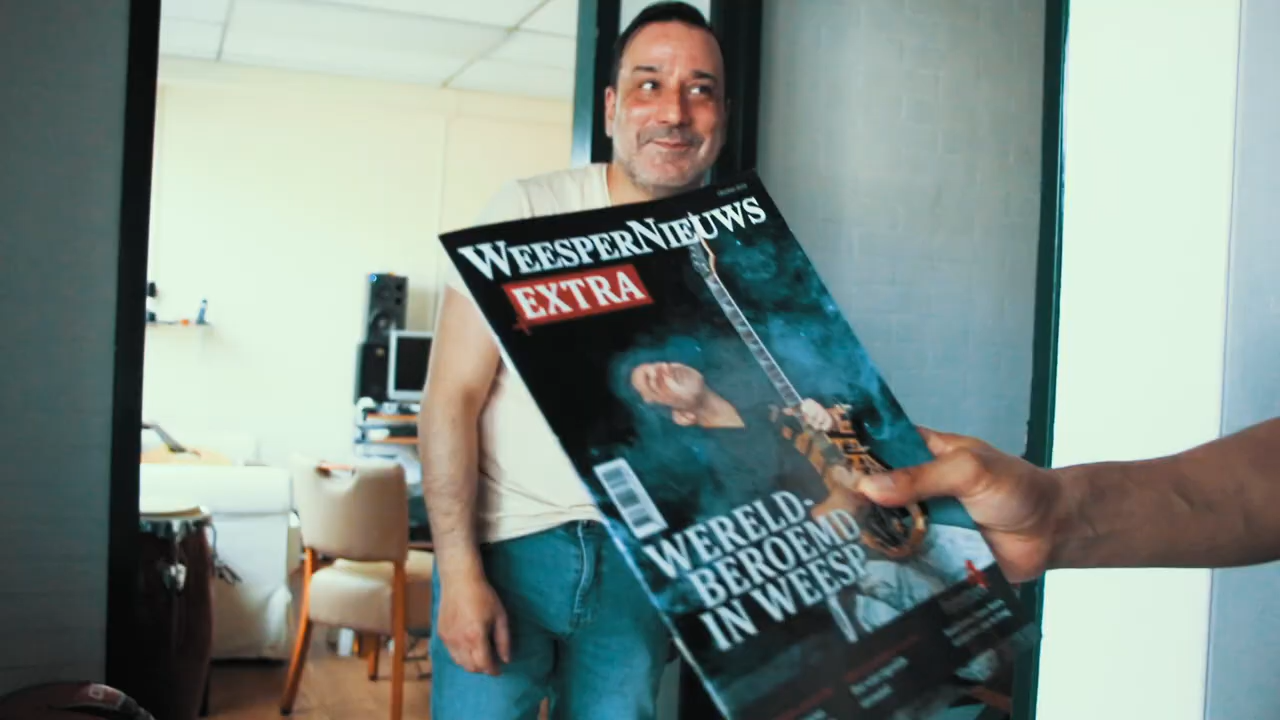 WEESPERNIEUWS
EXTRA
WERELD-
BEROEMD
IN WEESP